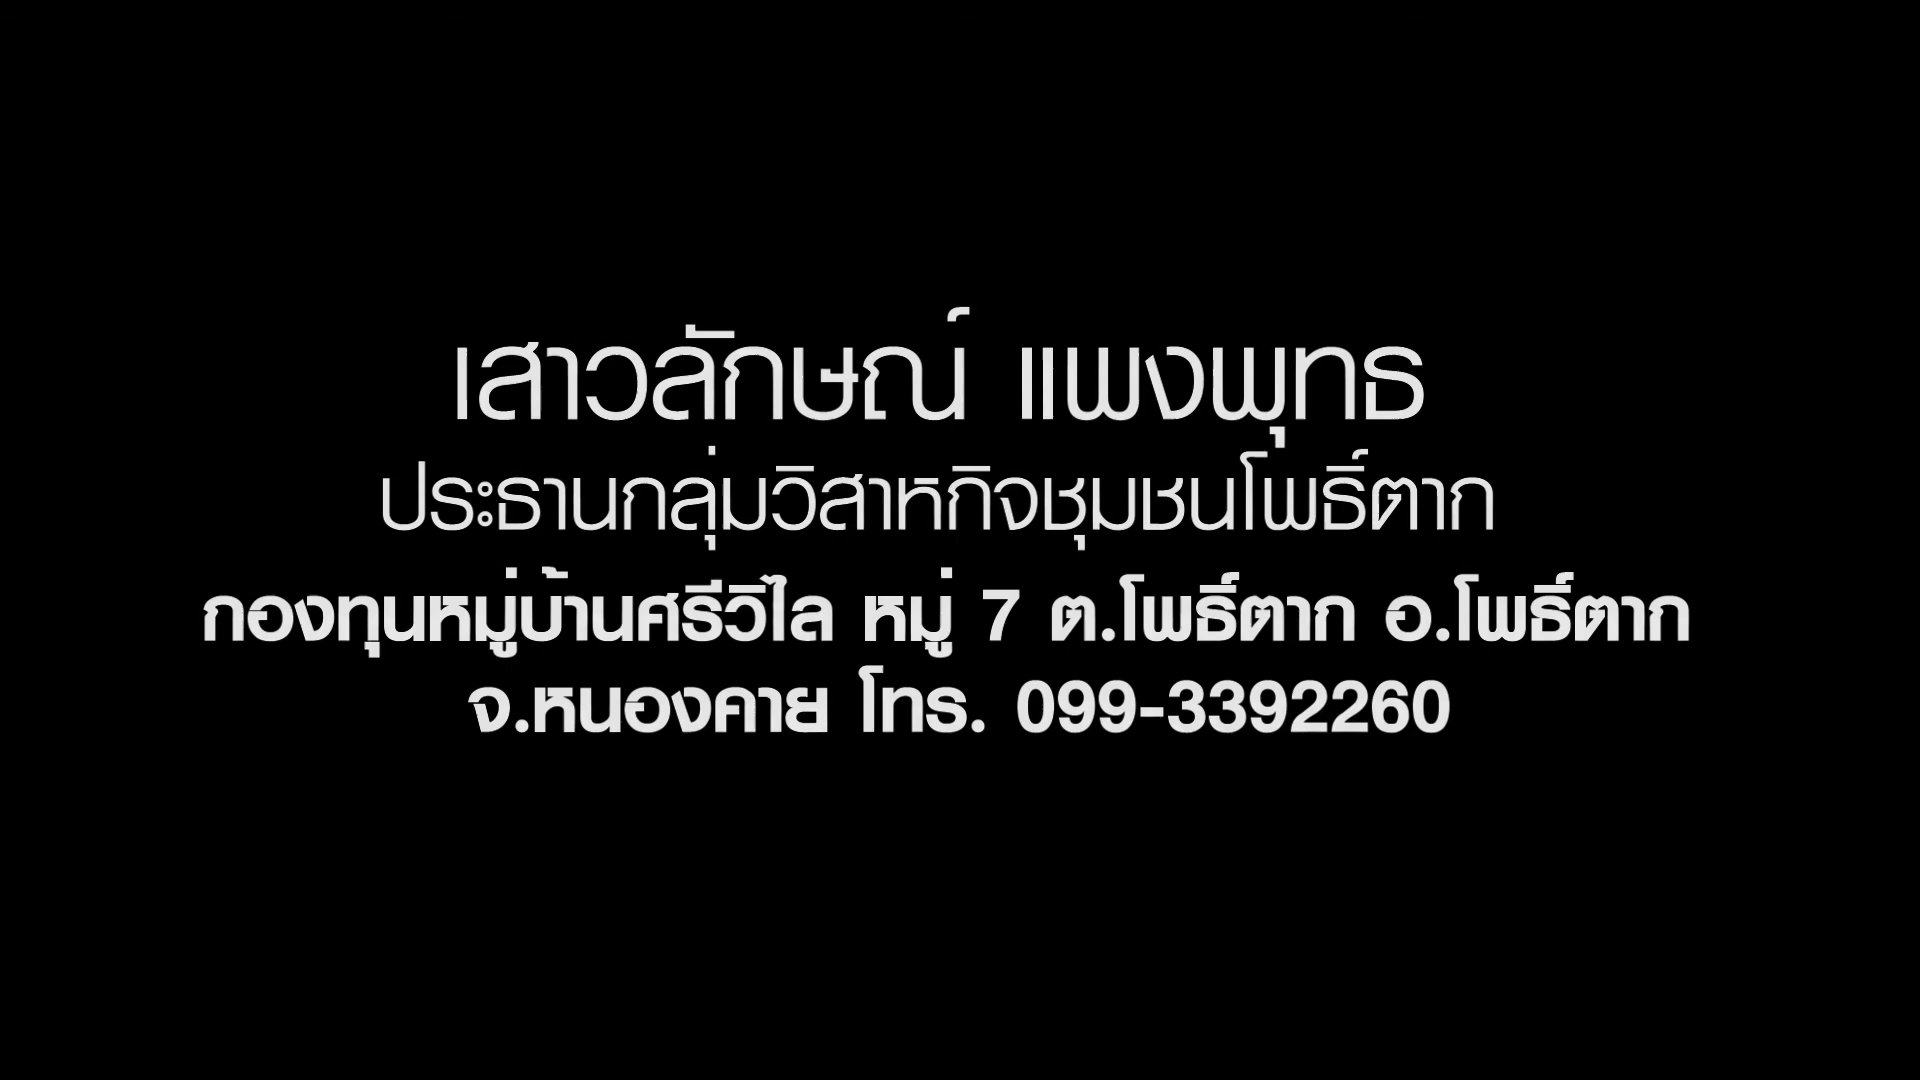 เสาวลักษณ์ แพงพุทธ
ประธานกลุ่มวิสาหกิจชุมชนโพธิ์ตาก
กองทุนหมู่บ้านศรีวิไล หมู่ 7 ต.โพธิ์ตาก อ.โพธิ์ตาก
จ.หนองคาย โทร. 099-3392260